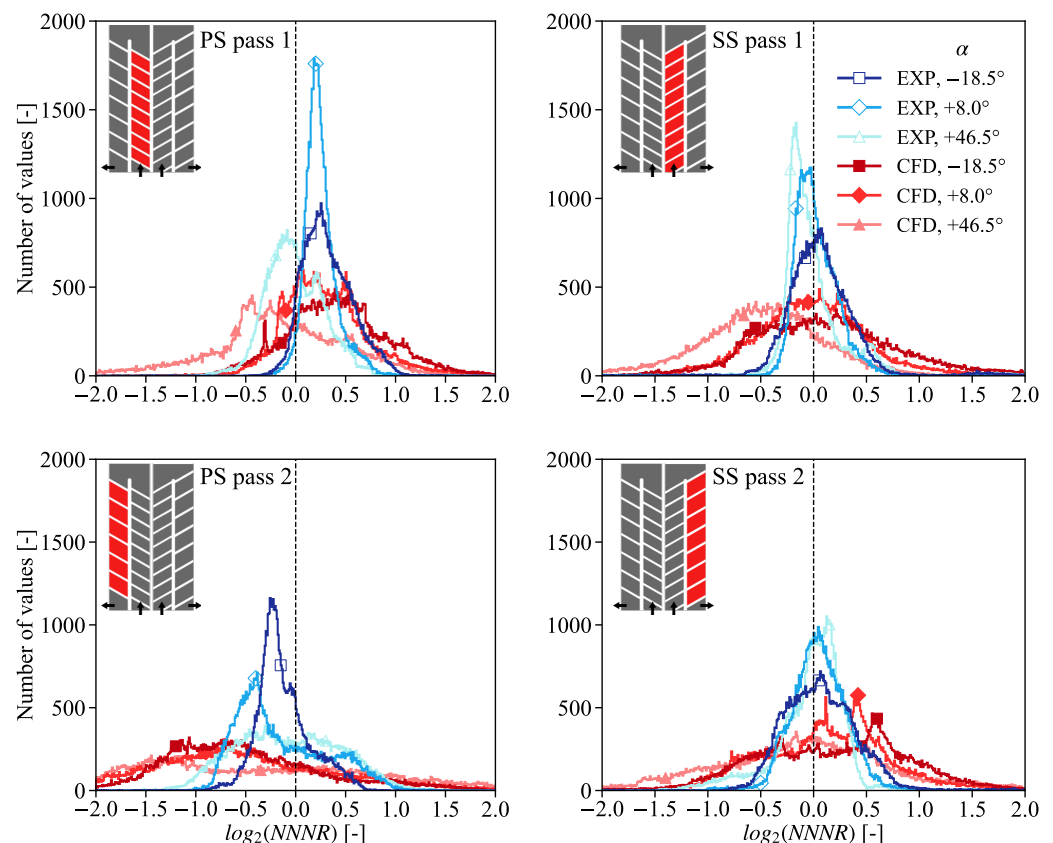 PS pass 1
Number of values [-]
2000
1500
1000
500
0
−2.0 −1.5 −1.0 −0.5 0.0 0.5 1.0 1.5 2.0
SS pass 1
2000
1500
1000
500
0
−2.0 −1.5 −1.0 −0.5 0.0 0.5 1.0 1.5 2.0
α
EXP, −18.5°
EXP, +8.0°
EXP, +46.5°
CFD, −18.5°
CFD, +8.0°
CFD, +46.5°
PS pass 2
Number of values [-]
2000
1500
1000
500
0
−2.0 −1.5 −1.0 −0.5 0.0 0.5 1.0 1.5 2.0
log₂(NNNR) [-]
SS pass 2
2000
1500
1000
500
0
−2.0 −1.5 −1.0 −0.5 0.0 0.5 1.0 1.5 2.0
log₂(NNNR) [-]